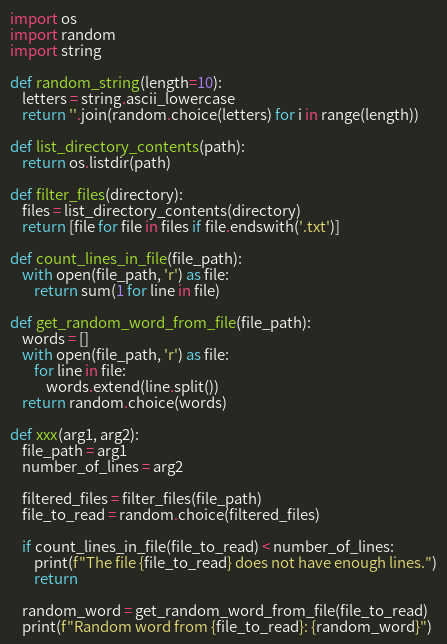 import os
import random
import string

def random_string(length=10):
    letters = string.ascii_lowercase
    return ''.join(random.choice(letters) for i in range(length))

def list_directory_contents(path):
    return os.listdir(path)

def filter_files(directory):
    files = list_directory_contents(directory)
    return [file for file in files if file.endswith('.txt')]

def count_lines_in_file(file_path):
    with open(file_path, 'r') as file:
        return sum(1 for line in file)

def get_random_word_from_file(file_path):
    words = []
    with open(file_path, 'r') as file:
        for line in file:
            words.extend(line.split())
    return random.choice(words)

def xxx(arg1, arg2):
    file_path = arg1
    number_of_lines = arg2

    filtered_files = filter_files(file_path)
    file_to_read = random.choice(filtered_files)

    if count_lines_in_file(file_to_read) < number_of_lines:
        print(f"The file {file_to_read} does not have enough lines.")
        return

    random_word = get_random_word_from_file(file_to_read)
    print(f"Random word from {file_to_read}: {random_word}")